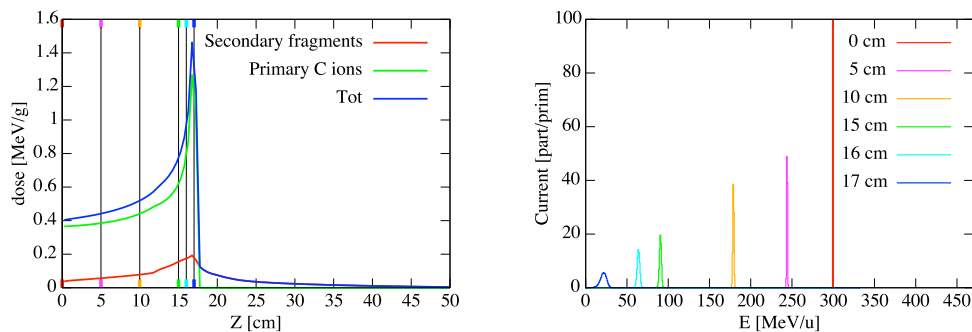 1.6
1.4
1.2
1
0.8
0.6
0.4
0.2
0
dose [MeV/g]
Secondary fragments
Primary C ions
Tot
0 5 10 15 20 25 30 35 40 45 50
Z [cm]
100
80
60
40
20
0
Current [part/prim]
0 cm
5 cm
10 cm
15 cm
16 cm
17 cm
0 50 100 150 200 250 300 350 400 450
E [MeV/u]